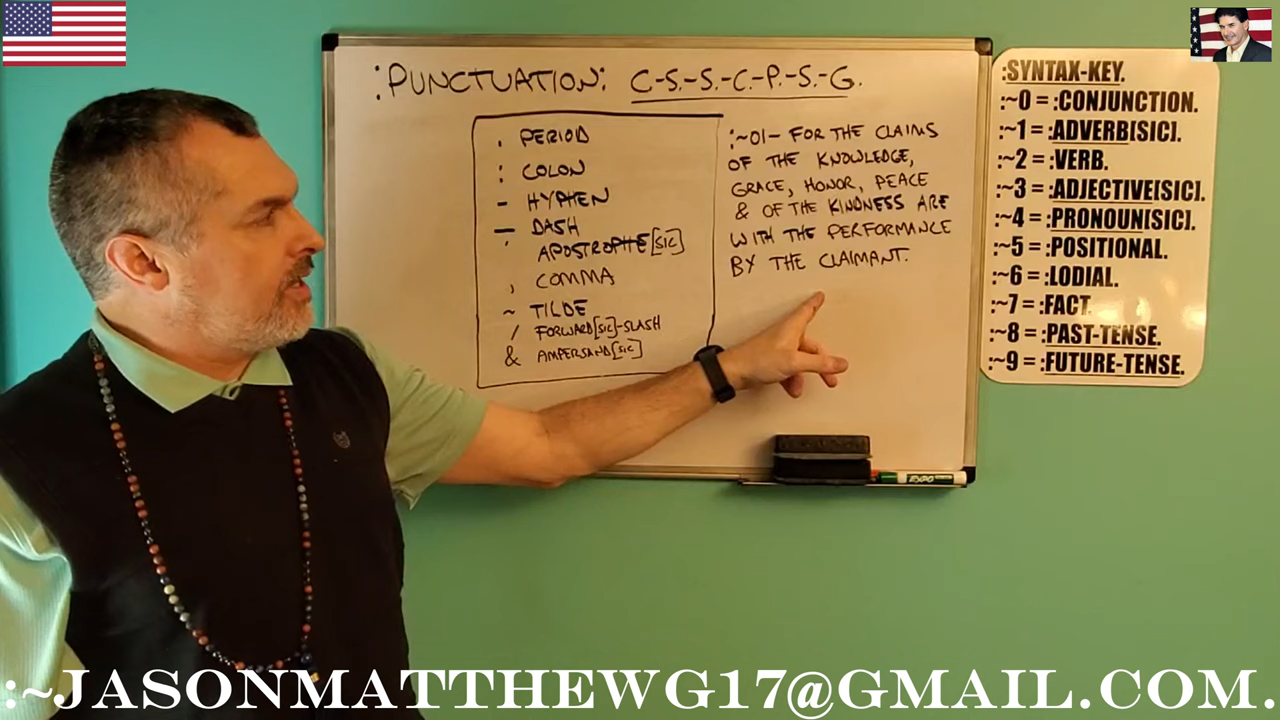 :PUNCTUATION: C-S.-S.-C.-P.-S.-G.
. PERIOD
: COLON
- HYPHEN
— DASH
' APOSTROPHE[SIC]
, COMMA
~ TILDE
/ FORWARD[SIC]-SLASH
& AMPERSAND[SIC]
:~01- FOR THE CLAIMS
OF THE KNOWLEDGE,
GRACE, HONOR, PEACE
& OF THE KINDNESS ARE
WITH THE PERFORMANCE
BY THE CLAIMANT.
:SYNTAX-KEY.
:~0 = :CONJUNCTION.
:~1 = :ADVERB[SIC].
:~2 = :VERB.
:~3 = :ADJECTIVE[SIC].
:~4 = :PRONOUN[SIC].
:~5 = :POSITIONAL.
:~6 = :LODIAL.
:~7 = :FACT.
:~8 = :PAST-TENSE.
:~9 = :FUTURE-TENSE.
EXPO
:~JASONMATTHEWG17@GMAIL.COM.